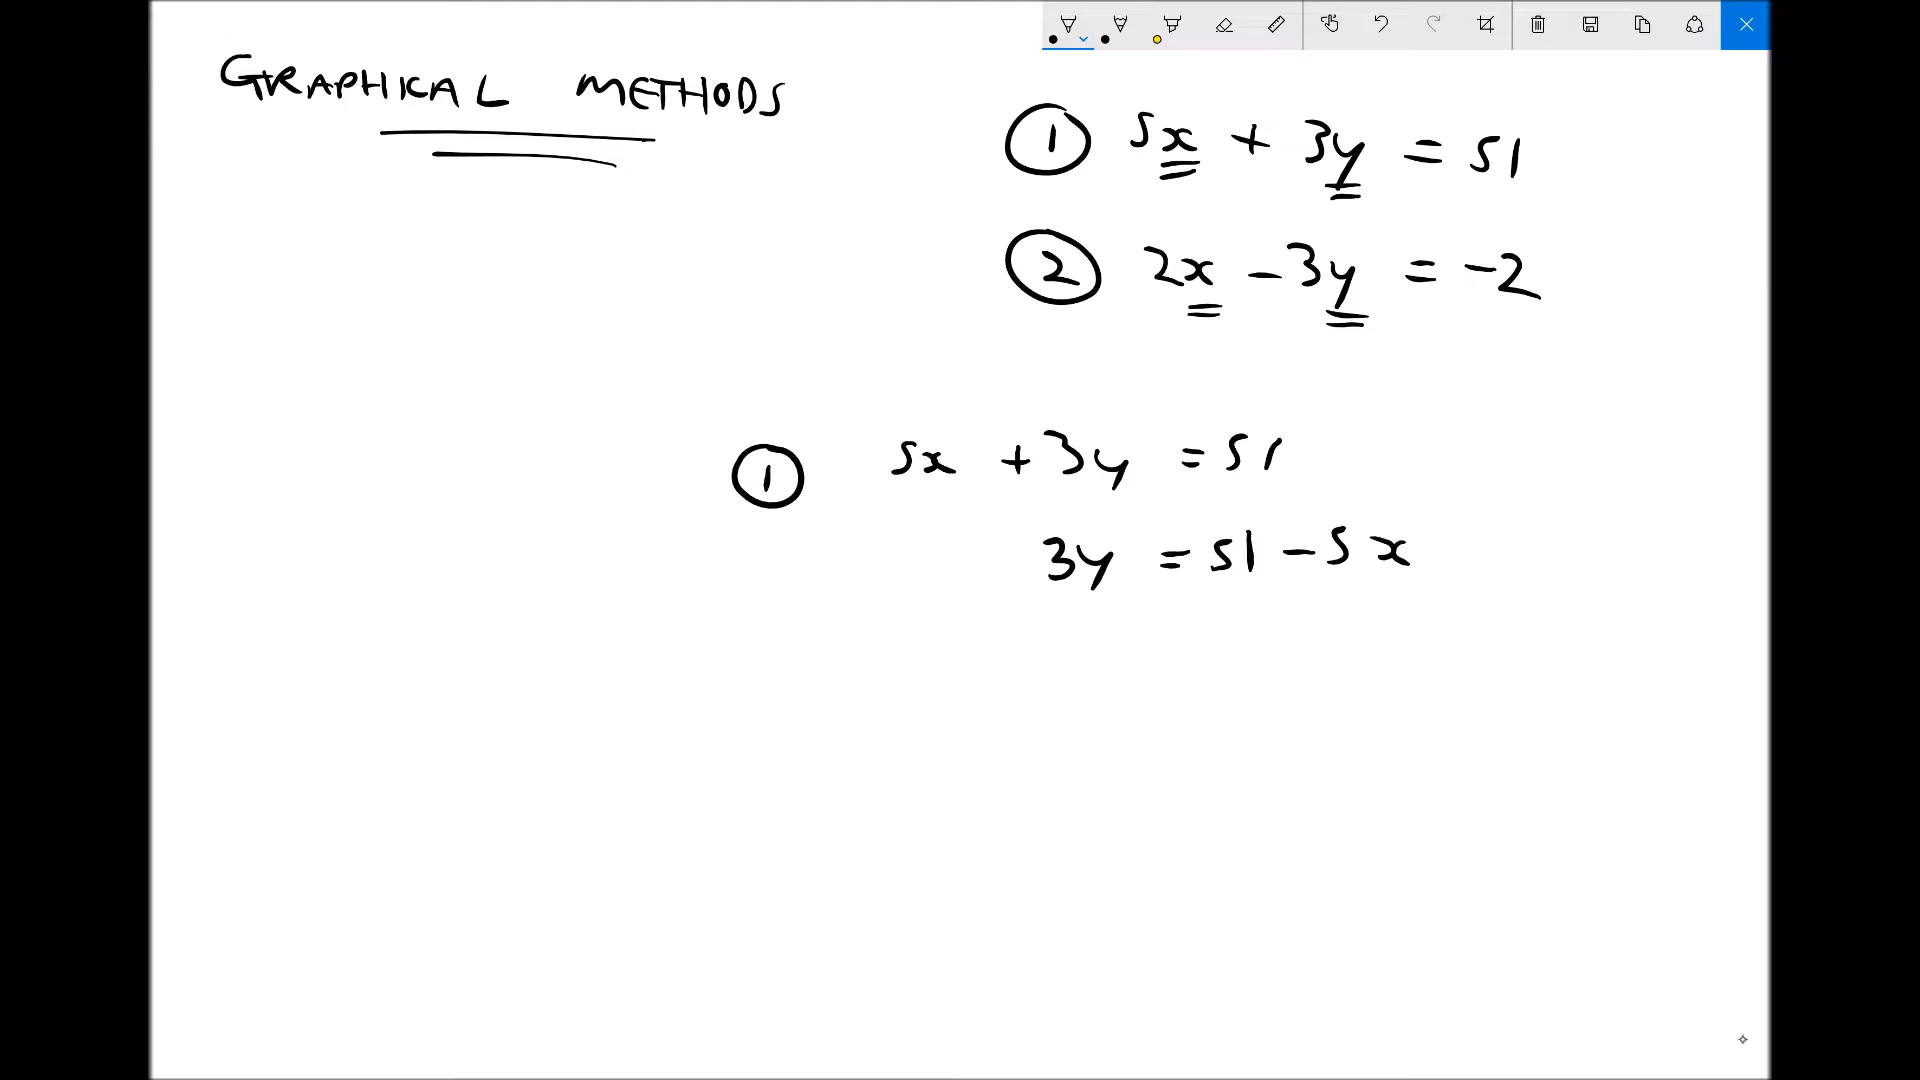 GRAPHICAL METHODS
① 5x + 3y = 51
② 2x - 3y = -2
① 5x + 3y = 51
3y = 51 - 5x